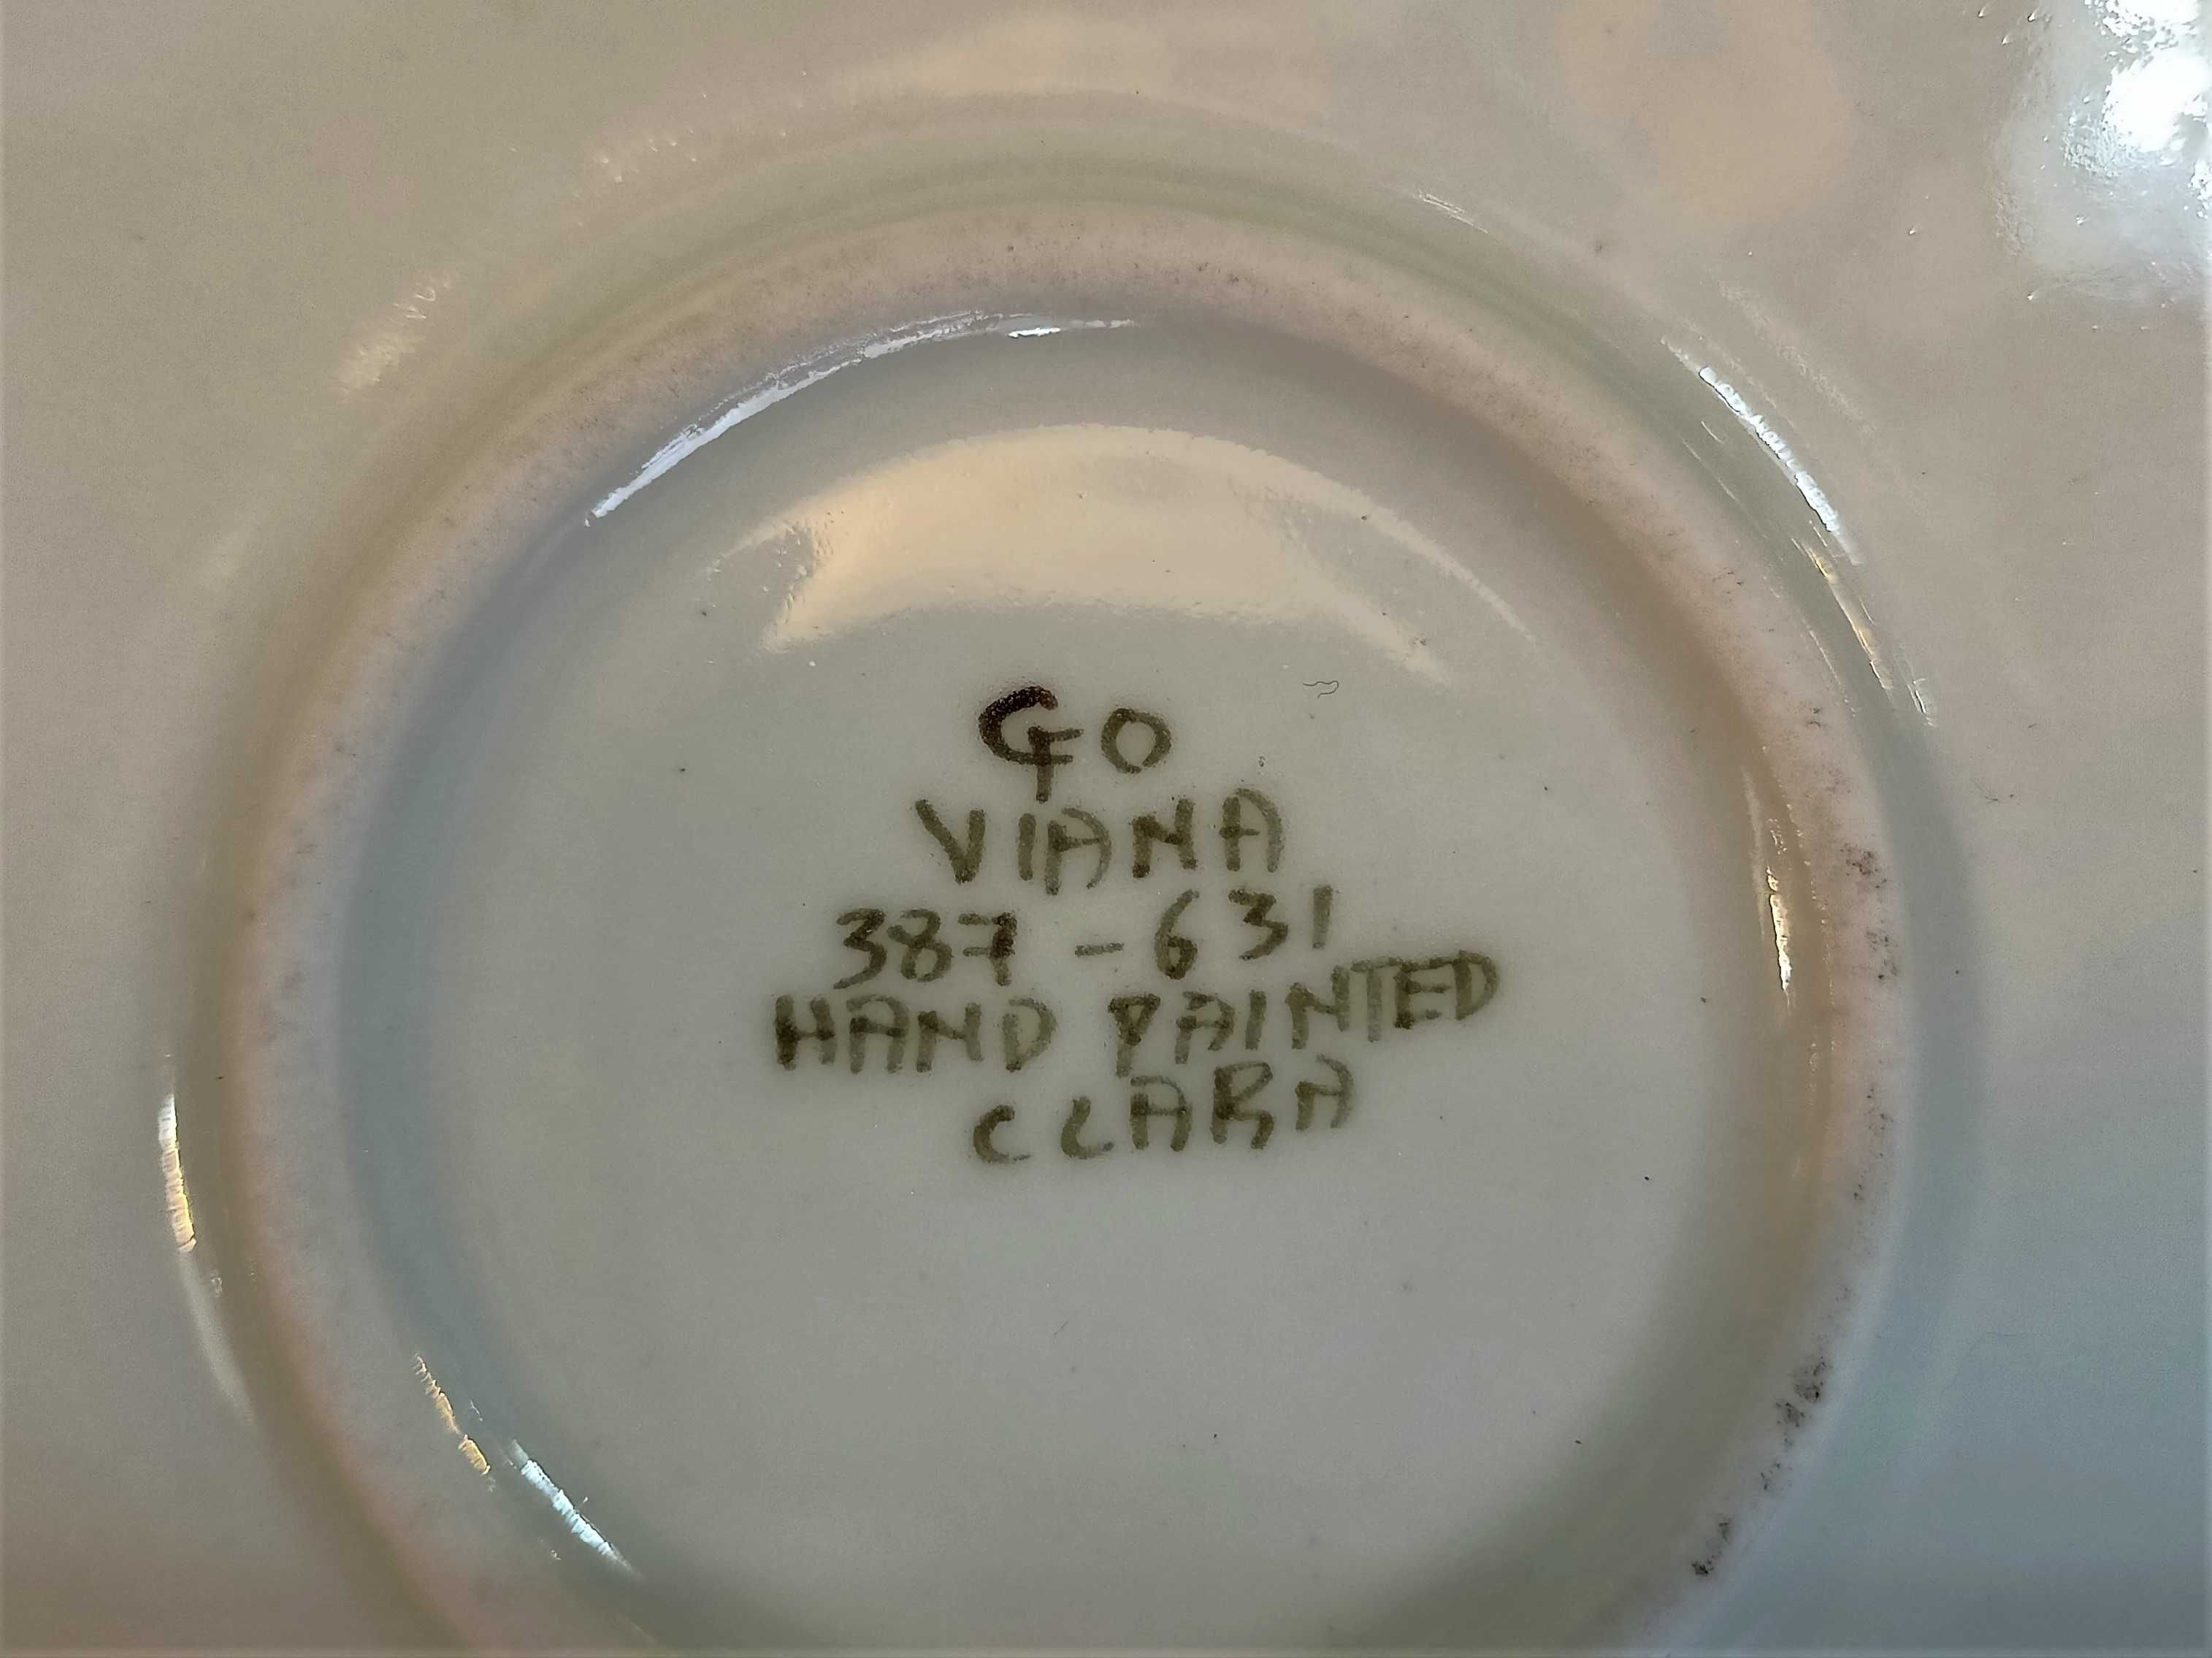 GO
VIANA
387 - 631
HAND PAINTED
CLARA